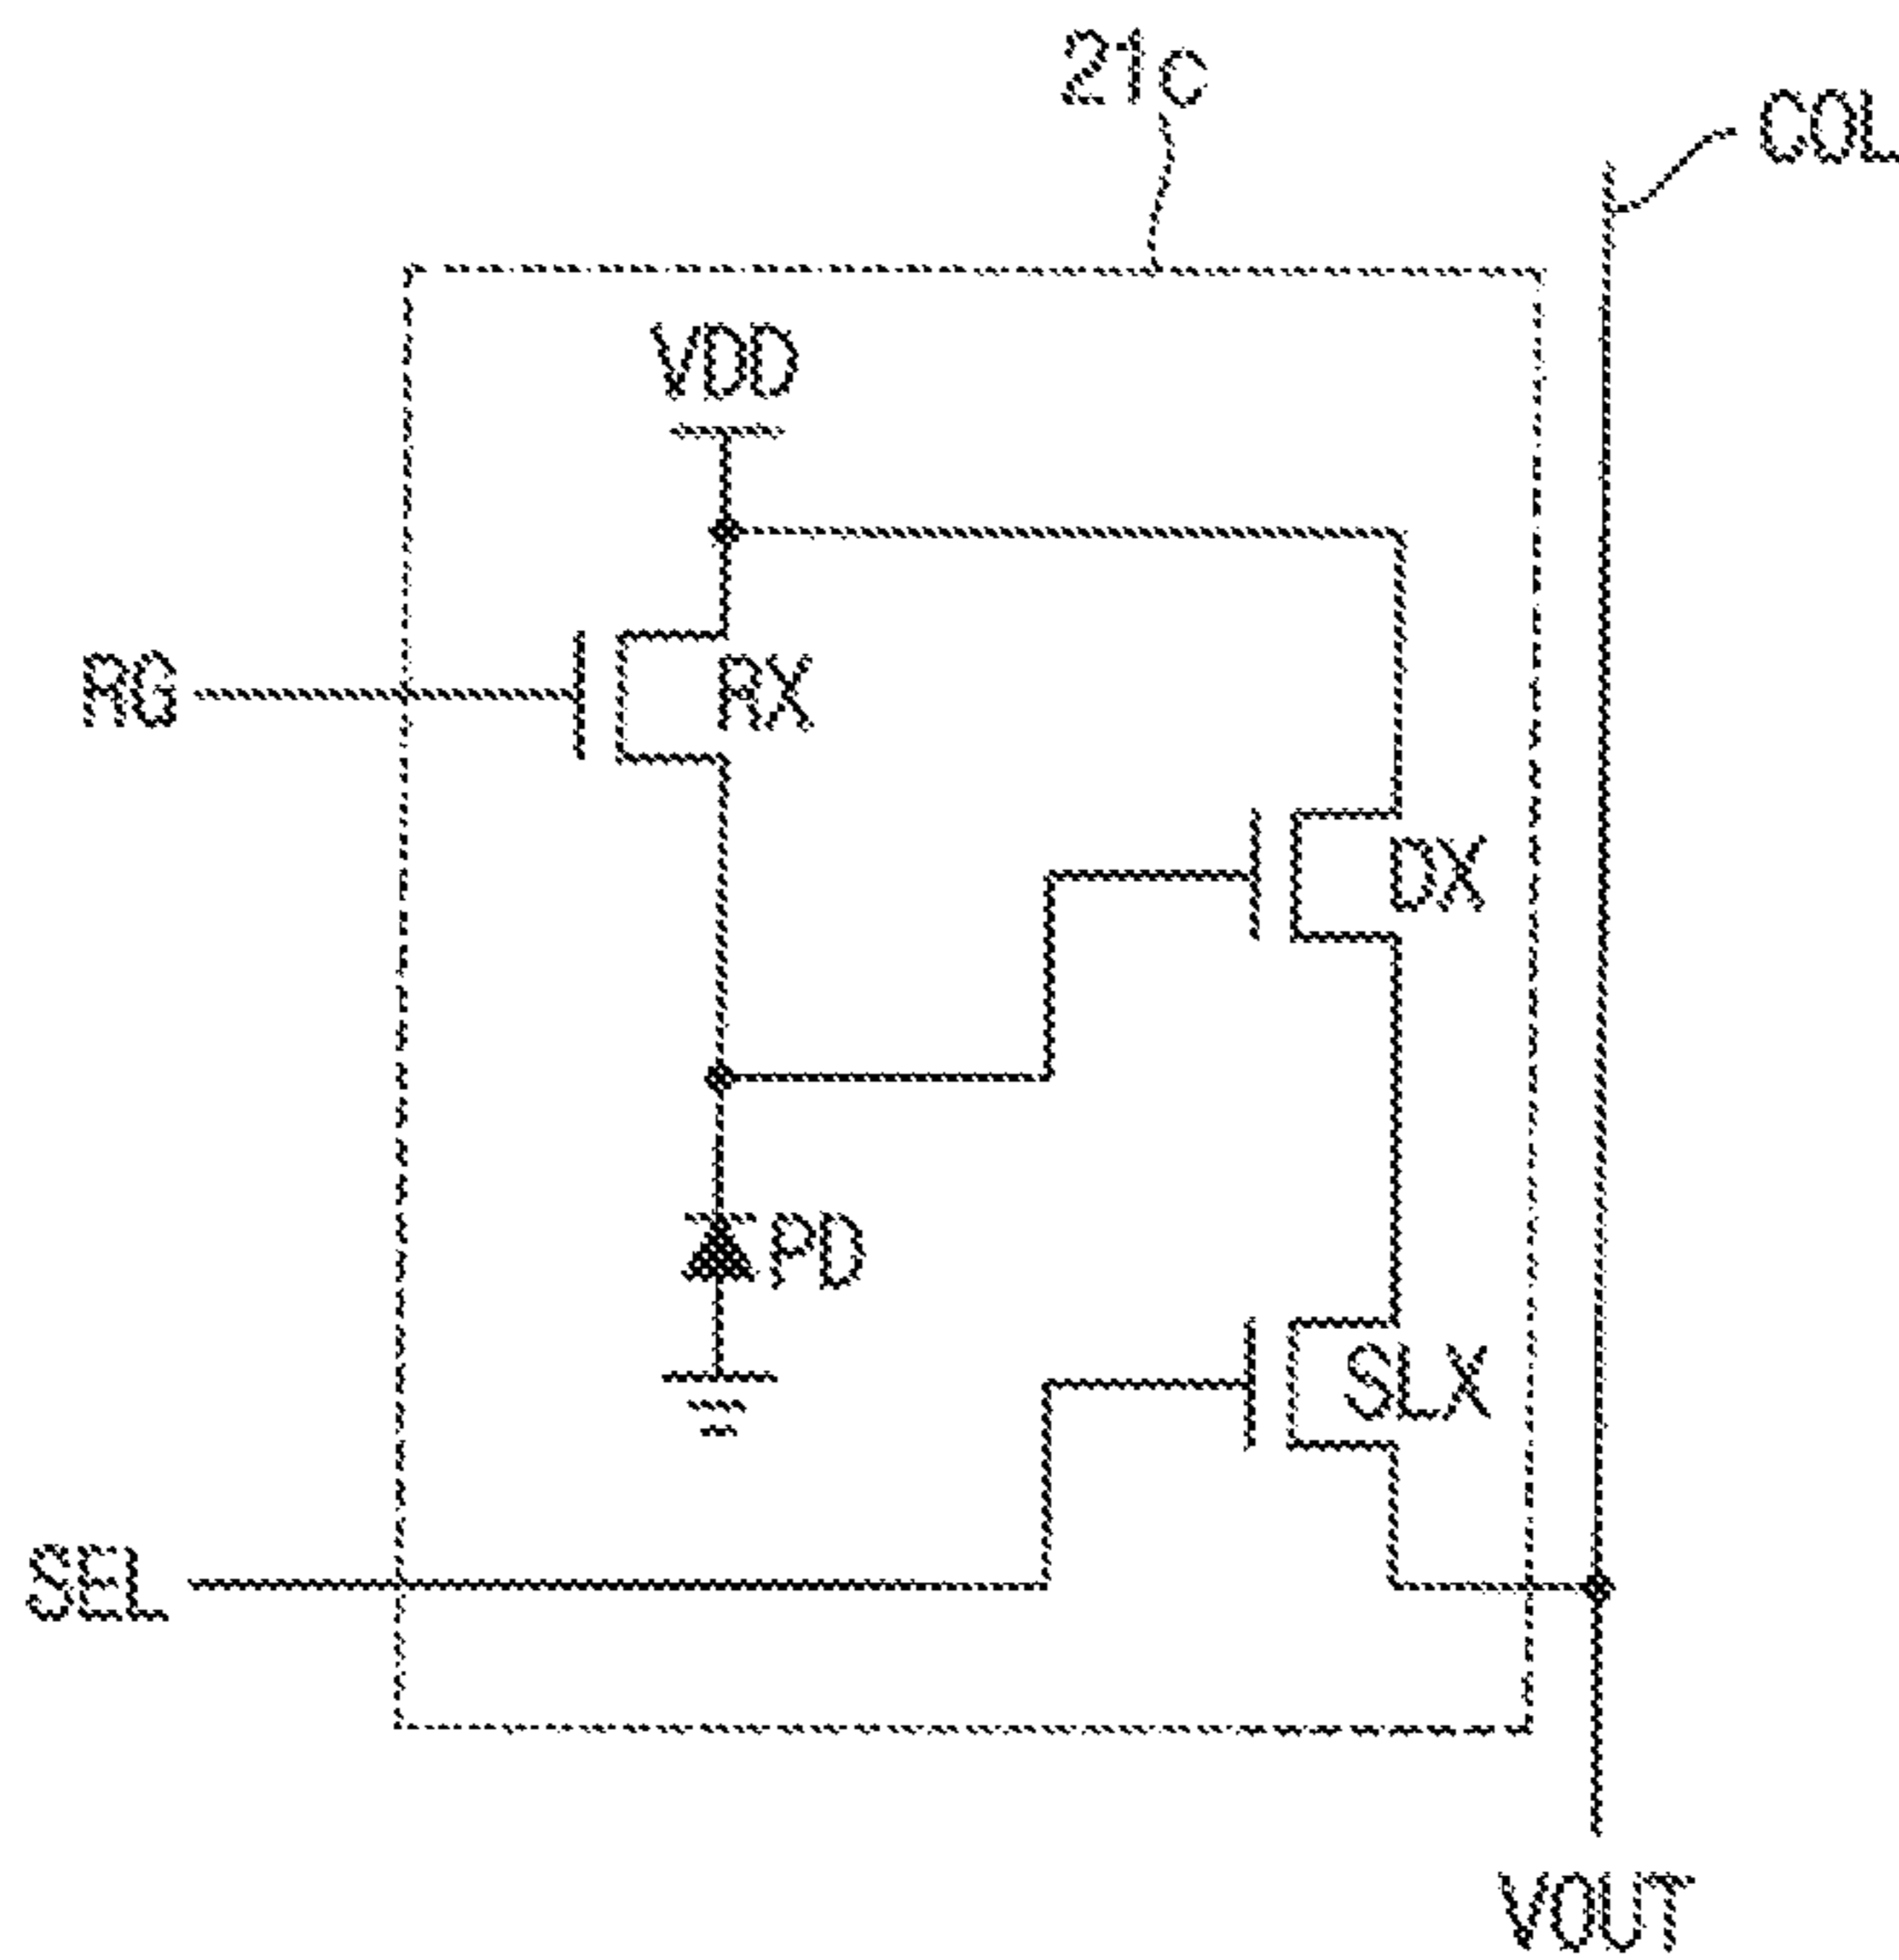 21c
COL
VDD
RG
RX
DX
PD
SLX
SEL
VOUT